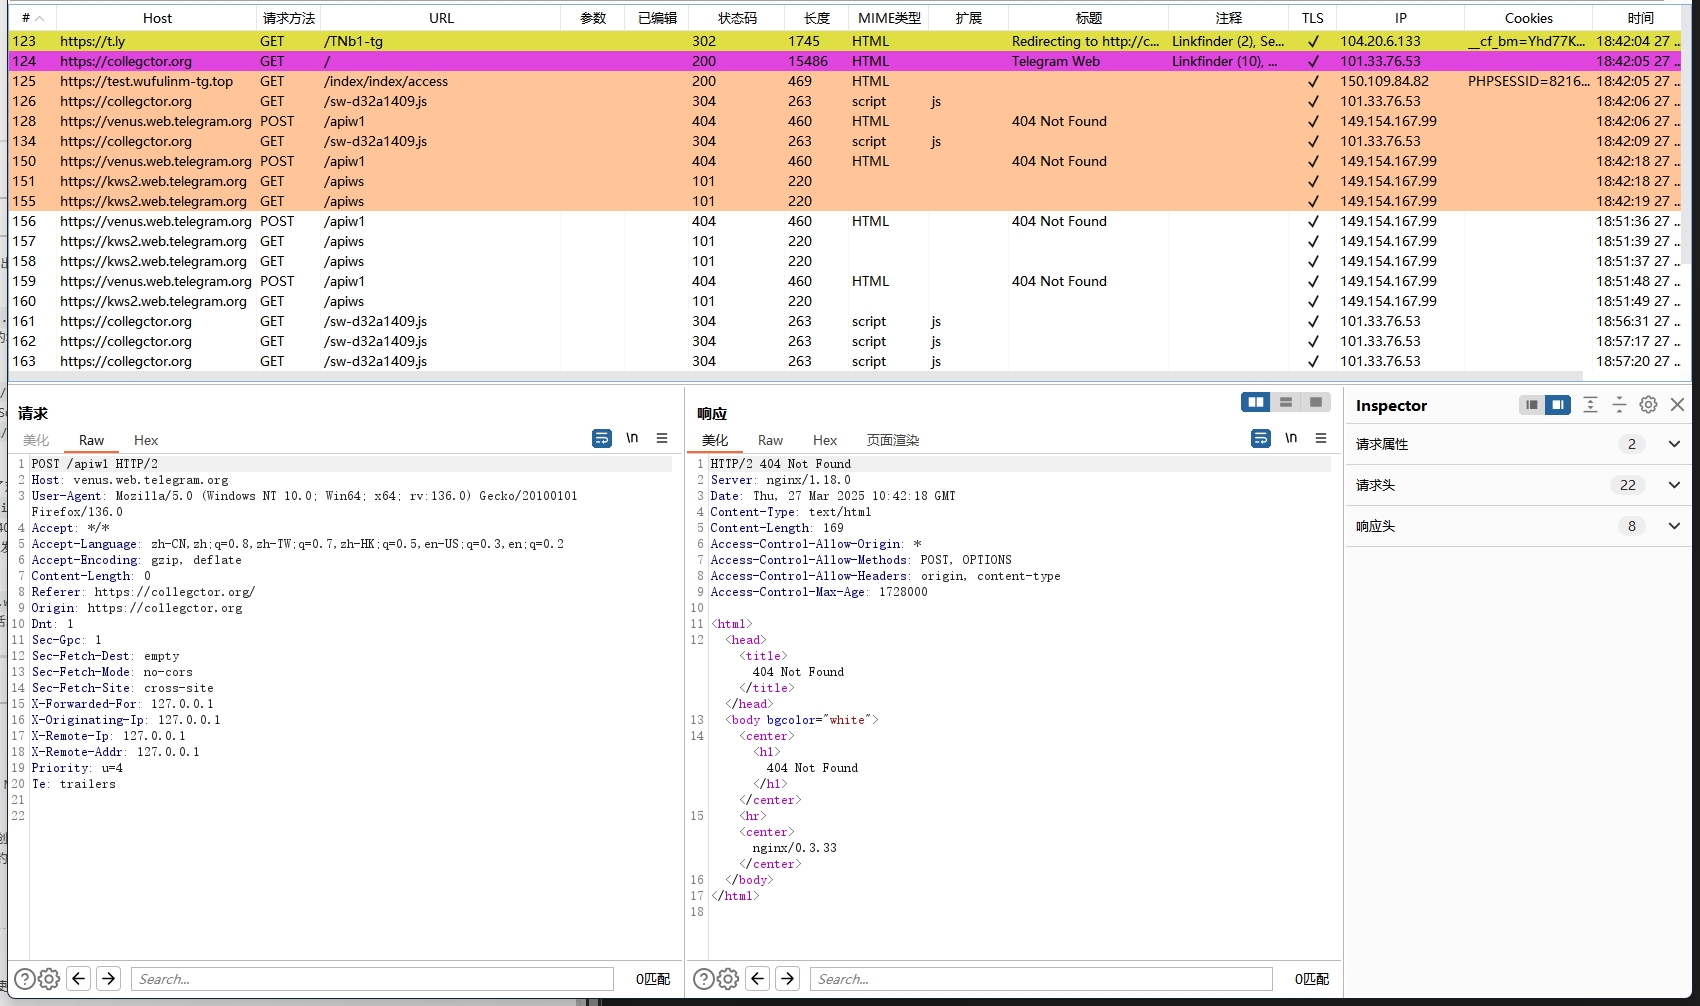 # Host 请求方法 URL 参数 已编辑 状态码 长度 MIME类型 扩展 标题 注释 TLS IP Cookies 时间
123 https://t.ly GET /TNb1-tg 302 1745 HTML Redirecting to http://c... Linkfinder (2), Se... ✓ 104.20.6.133 __cf_bm=Yhd77K... 18:42:04 27 ..
124 https://collegctor.org GET / 200 15486 HTML Telegram Web Linkfinder (10), ... ✓ 101.33.76.53 18:42:05 27 ..
125 https://test.wufulinm-tg.top GET /index/index/access 200 469 HTML ✓ 150.109.84.82 PHPSESSID=8216... 18:42:05 27 ..
126 https://collegctor.org GET /sw-d32a1409.js 304 263 script js ✓ 101.33.76.53 18:42:06 27 ..
128 https://venus.web.telegram.org POST /apiw1 404 460 HTML 404 Not Found ✓ 149.154.167.99 18:42:06 27 ..
134 https://collegctor.org GET /sw-d32a1409.js 304 263 script js ✓ 101.33.76.53 18:42:09 27 ..
150 https://venus.web.telegram.org POST /apiw1 404 460 HTML 404 Not Found ✓ 149.154.167.99 18:42:18 27 ..
151 https://kws2.web.telegram.org GET /apiws 101 220 ✓ 149.154.167.99 18:42:18 27 ..
155 https://kws2.web.telegram.org GET /apiws 101 220 ✓ 149.154.167.99 18:42:19 27 ..
156 https://venus.web.telegram.org POST /apiw1 404 460 HTML 404 Not Found ✓ 149.154.167.99 18:51:36 27 ..
157 https://kws2.web.telegram.org GET /apiws 101 220 ✓ 149.154.167.99 18:51:39 27 ..
158 https://kws2.web.telegram.org GET /apiws 101 220 ✓ 149.154.167.99 18:51:37 27 ..
159 https://venus.web.telegram.org POST /apiw1 404 460 HTML 404 Not Found ✓ 149.154.167.99 18:51:48 27 ..
160 https://kws2.web.telegram.org GET /apiws 101 220 ✓ 149.154.167.99 18:51:49 27 ..
161 https://collegctor.org GET /sw-d32a1409.js 304 263 script js ✓ 101.33.76.53 18:56:31 27 ..
162 https://collegctor.org GET /sw-d32a1409.js 304 263 script js ✓ 101.33.76.53 18:57:17 27 ..
163 https://collegctor.org GET /sw-d32a1409.js 304 263 script js ✓ 101.33.76.53 18:57:20 27 ..
请求
美化 Raw Hex \n
1 POST /apiw1 HTTP/2
2 Host: venus.web.telegram.org
3 User-Agent: Mozilla/5.0 (Windows NT 10.0; Win64; x64; rv:136.0) Gecko/20100101
Firefox/136.0
4 Accept: */*
5 Accept-Language: zh-CN,zh;q=0.8,zh-TW;q=0.7,zh-HK;q=0.5,en-US;q=0.3,en;q=0.2
6 Accept-Encoding: gzip, deflate
7 Content-Length: 0
8 Referer: https://collegctor.org/
9 Origin: https://collegctor.org
10 Dnt: 1
11 Sec-Gpc: 1
12 Sec-Fetch-Dest: empty
13 Sec-Fetch-Mode: no-cors
14 Sec-Fetch-Site: cross-site
15 X-Forwarded-For: 127.0.0.1
16 X-Originating-Ip: 127.0.0.1
17 X-Remote-Ip: 127.0.0.1
18 X-Remote-Addr: 127.0.0.1
19 Priority: u=4
20 Te: trailers
21
22
Search... 0匹配
响应
美化 Raw Hex 页面渲染 \n
1 HTTP/2 404 Not Found
2 Server: nginx/1.18.0
3 Date: Thu, 27 Mar 2025 10:42:18 GMT
4 Content-Type: text/html
5 Content-Length: 169
6 Access-Control-Allow-Origin: *
7 Access-Control-Allow-Methods: POST, OPTIONS
8 Access-Control-Allow-Headers: origin, content-type
9 Access-Control-Max-Age: 1728000
10
11 <html>
12 <head>
<title>
404 Not Found
</title>
</head>
13 <body bgcolor="white">
14 <center>
<h1>
404 Not Found
</h1>
</center>
15 <hr>
<center>
nginx/0.3.33
</center>
16 </body>
17 </html>
18
Search... 0匹配
Inspector
请求属性 2
请求头 22
响应头 8